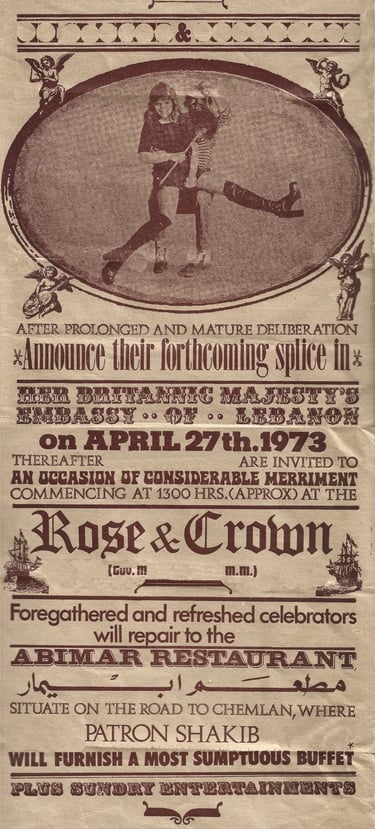 &
AFTER PROLONGED AND MATURE DELIBERATION
Announce their forthcoming splice in
HER BRITANNIC MAJESTY'S
EMBASSY ·· OF ·· LEBANON
on APRIL 27th.1973
THEREAFTER ARE INVITED TO
AN OCCASION OF CONSIDERABLE MERRIMENT
COMMENCING AT 1300 HRS.(APPROX) AT THE
Rose & Crown
(Guv. m m.m.)
Foregathered and refreshed celebrators
will repair to the
ABIMAR RESTAURANT
مطعم ابيمار
SITUATE ON THE ROAD TO CHEMLAN, WHERE
PATRON SHAKIB
WILL FURNISH A MOST SUMPTUOUS BUFFET*
PLUS SUNDRY ENTERTAINMENTS